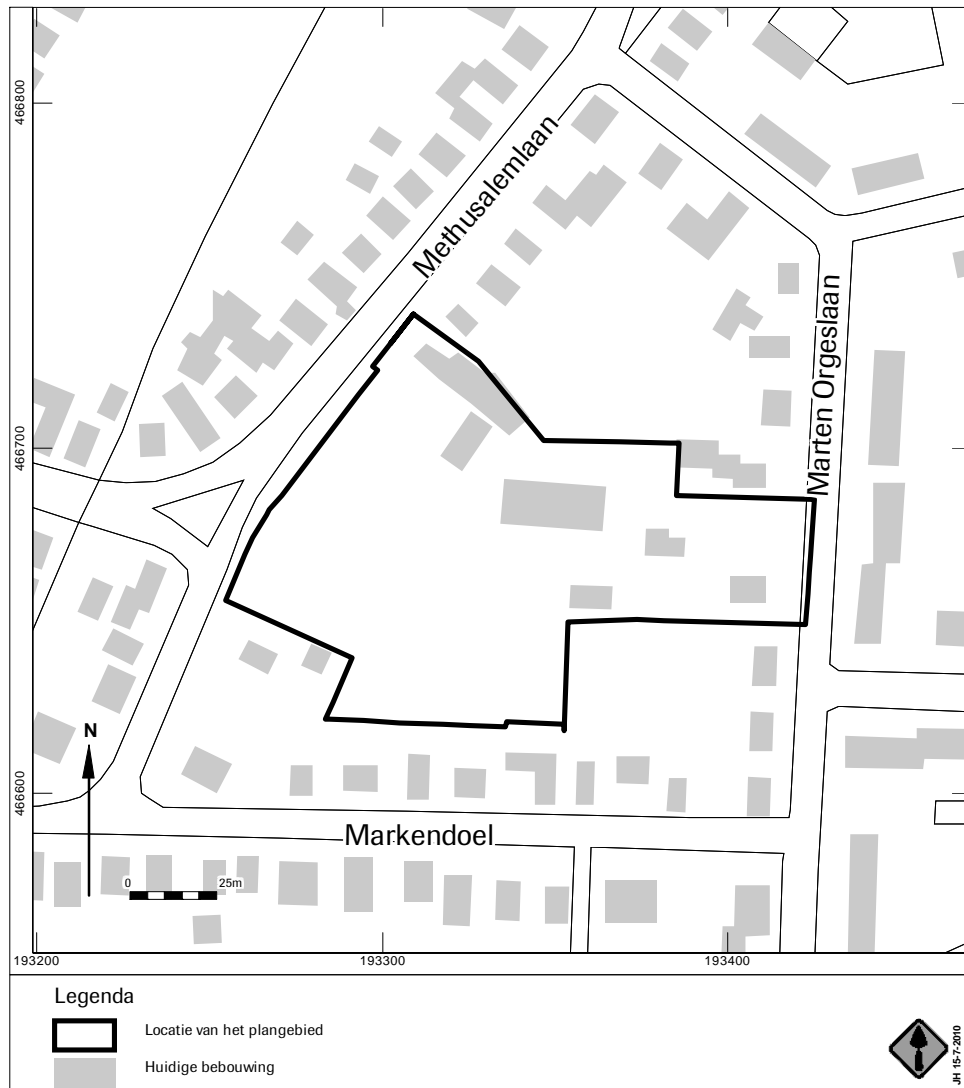 466800
466700
466600
Methusalemlaan
Marten Orgeslaan
Markendoel
N
0 25m
193200 193300 193400
Legenda
Locatie van het plangebied
Huidige bebouwing
JH 15-7-2010